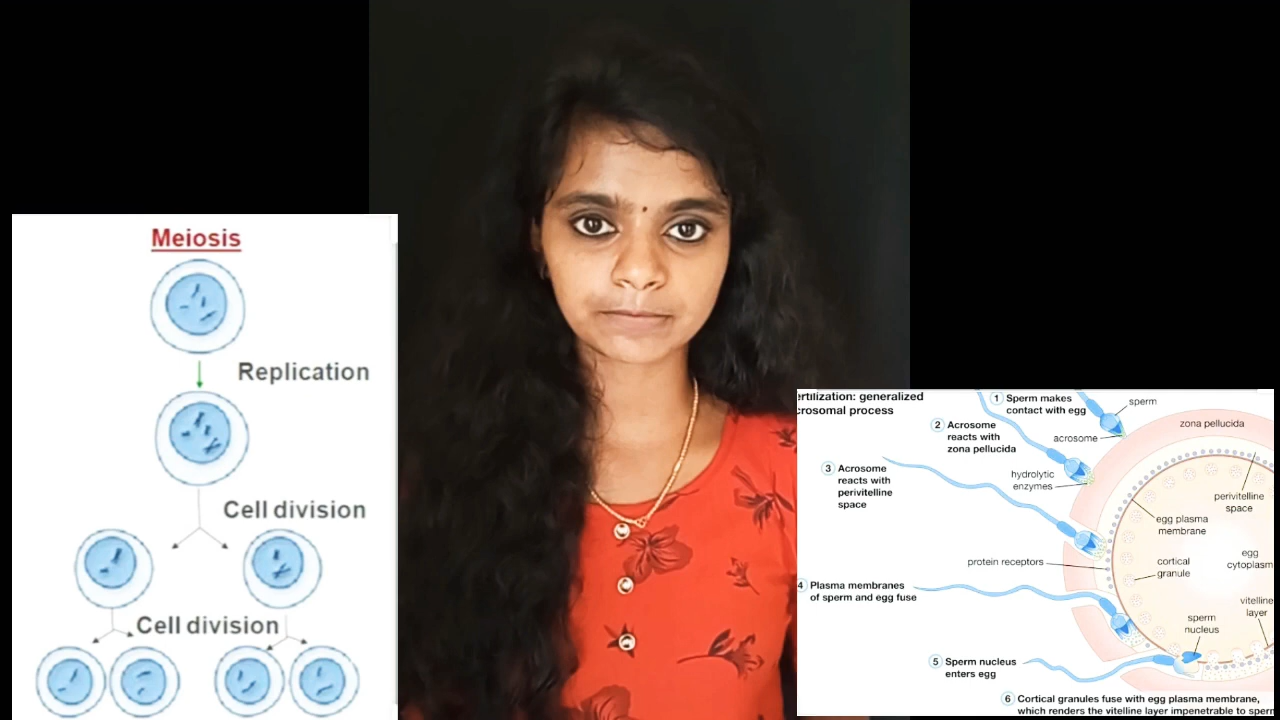 Meiosis
Replication
Cell division
Cell division
ertilization: generalized
crosomal process
1 Sperm makes
contact with egg
sperm
2 Acrosome
reacts with
zona pellucida
acrosome
zona pellucida
3 Acrosome
reacts with
perivitelline
space
hydrolytic
enzymes
perivitelline
space
egg plasma
membrane
protein receptors
cortical
granule
egg
cytoplasm
4 Plasma membranes
of sperm and egg fuse
vitelline
layer
sperm
nucleus
5 Sperm nucleus
enters egg
6 Cortical granules fuse with egg plasma membrane,
which renders the vitelline layer impenetrable to sperm